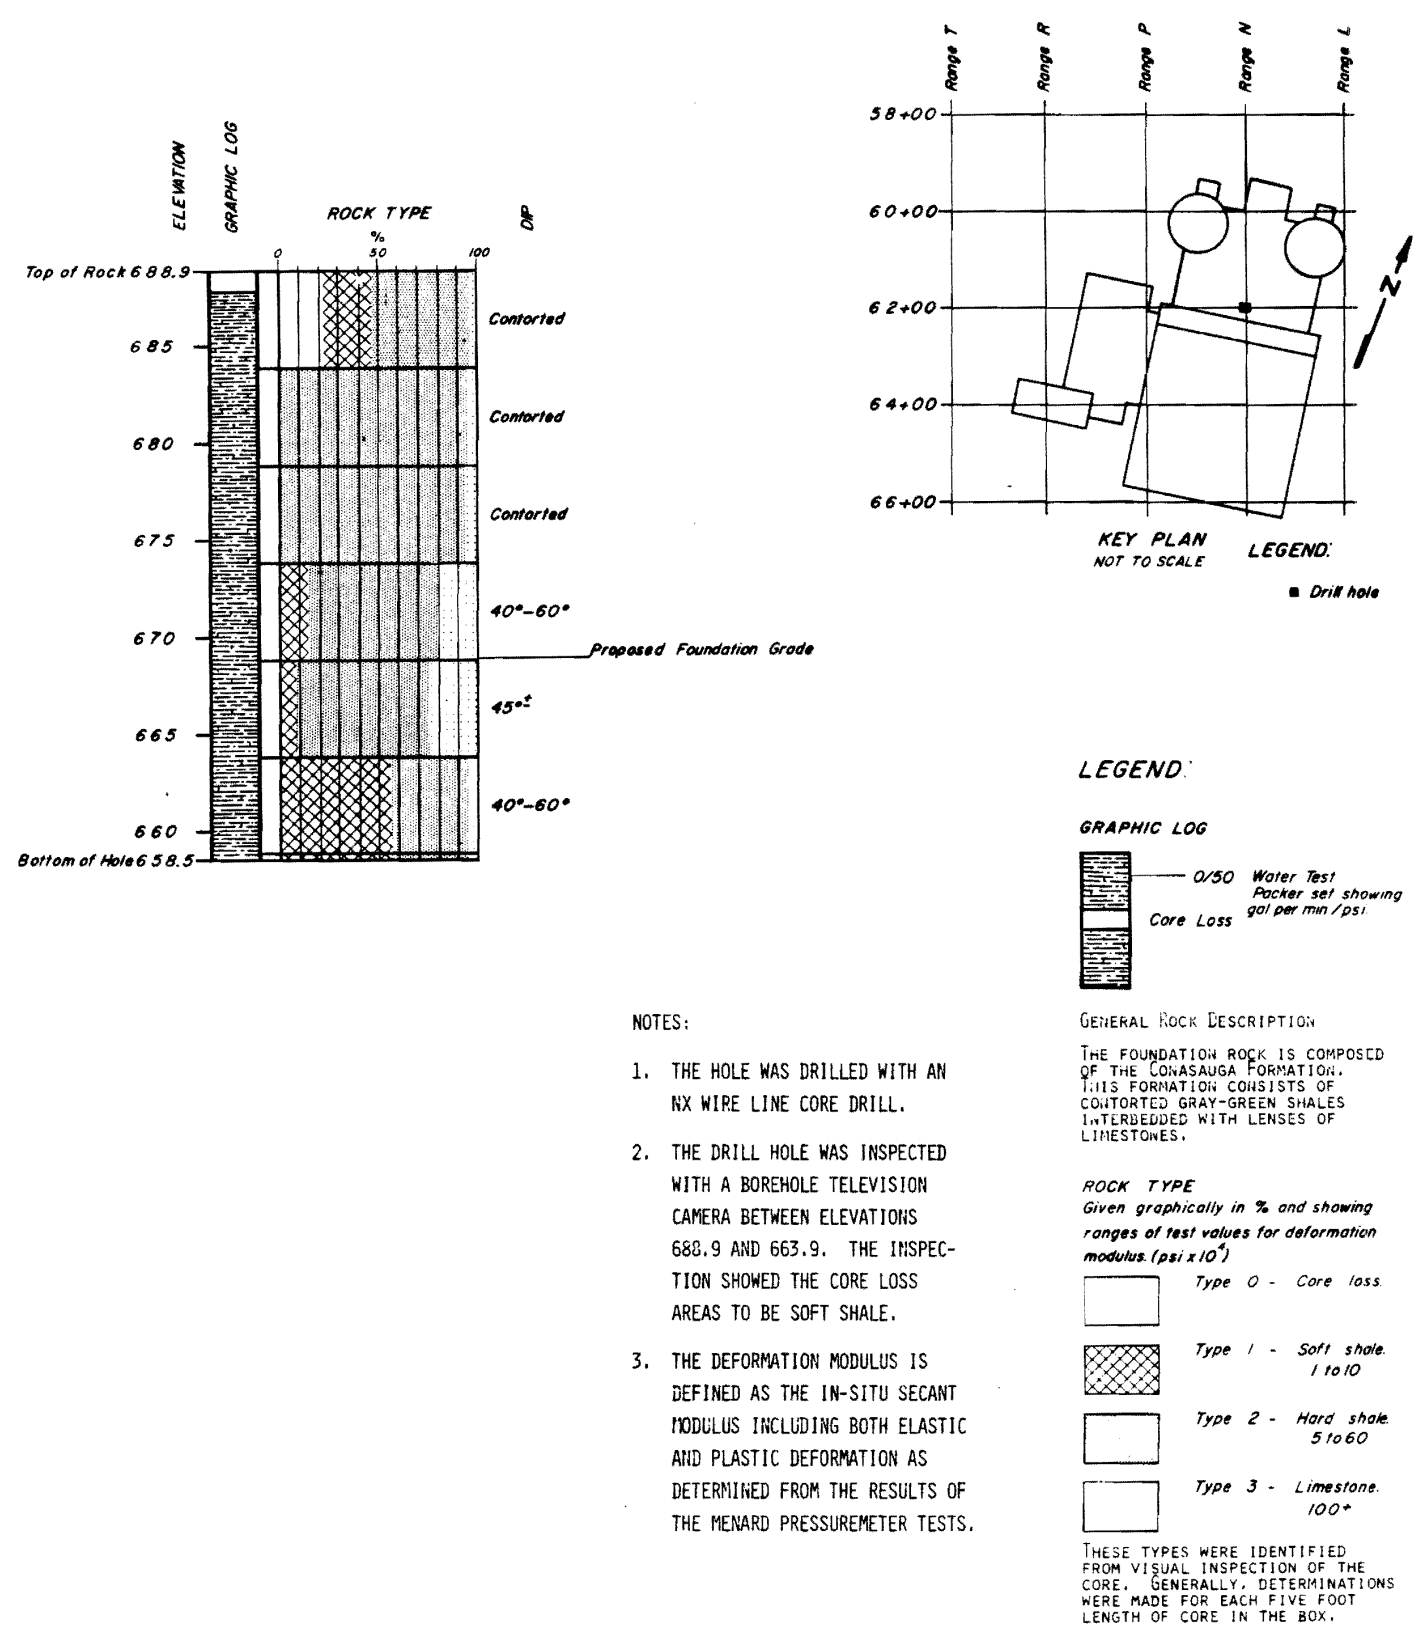 ELEVATION
GRAPHIC LOG
ROCK TYPE
%
DIP
0 50 100
Top of Rock 688.9
Contorted
685
Contorted
680
Contorted
675
40°-60°
670
Proposed Foundation Grade
45°±
665
40°-60°
660
Bottom of Hole 658.5
Range T
Range R
Range P
Range N
Range L
58+00
60+00
62+00
64+00
66+00
N
KEY PLAN
NOT TO SCALE
LEGEND:
Drill hole
LEGEND:
GRAPHIC LOG
0/50 Water Test
Packer set showing
gal per min/psi.
Core Loss
GENERAL ROCK DESCRIPTION
THE FOUNDATION ROCK IS COMPOSED
OF THE CONASAUGA FORMATION.
THIS FORMATION CONSISTS OF
CONTORTED GRAY-GREEN SHALES
INTERBEDDED WITH LENSES OF
LIMESTONES.
ROCK TYPE
Given graphically in % and showing
ranges of test values for deformation
modulus. (psi x 10⁴)
Type 0 - Core loss.
Type 1 - Soft shale.
1 to 10
Type 2 - Hard shale.
5 to 60
Type 3 - Limestone.
100+
THESE TYPES WERE IDENTIFIED
FROM VISUAL INSPECTION OF THE
CORE. GENERALLY, DETERMINATIONS
WERE MADE FOR EACH FIVE FOOT
LENGTH OF CORE IN THE BOX.
NOTES:
1. THE HOLE WAS DRILLED WITH AN
NX WIRE LINE CORE DRILL.
2. THE DRILL HOLE WAS INSPECTED
WITH A BOREHOLE TELEVISION
CAMERA BETWEEN ELEVATIONS
688.9 AND 663.9. THE INSPEC-
TION SHOWED THE CORE LOSS
AREAS TO BE SOFT SHALE.
3. THE DEFORMATION MODULUS IS
DEFINED AS THE IN-SITU SECANT
MODULUS INCLUDING BOTH ELASTIC
AND PLASTIC DEFORMATION AS
DETERMINED FROM THE RESULTS OF
THE MENARD PRESSUREMETER TESTS.